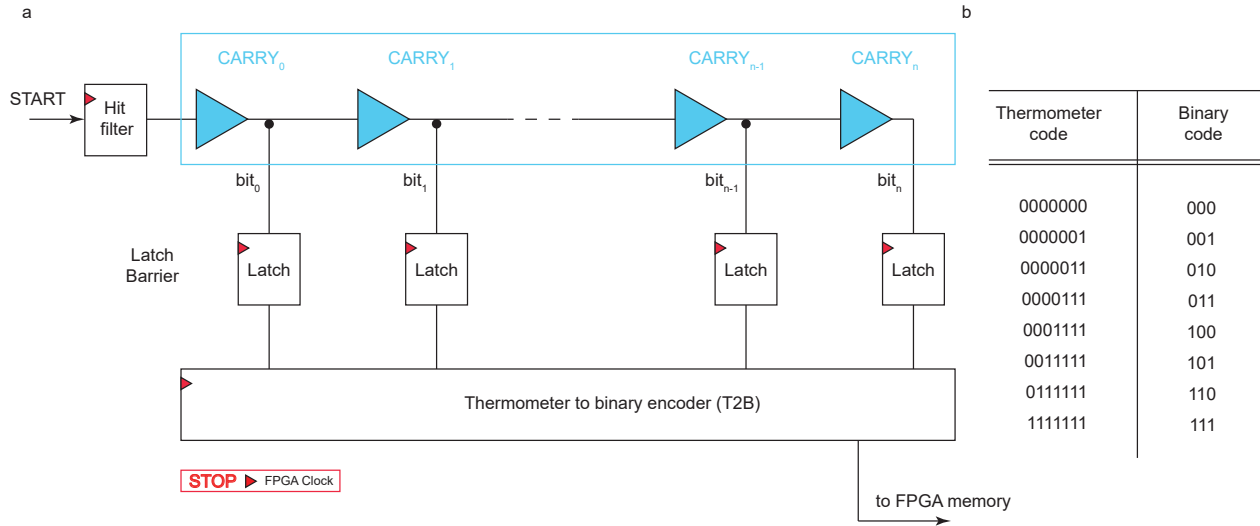 a
b
CARRY₀
CARRY₁
CARRYₙ₋₁
CARRYₙ
START
Hit
filter
bit₀
bit₁
bitₙ₋₁
bitₙ
Latch
Barrier
Latch
Latch
Latch
Latch
Thermometer to binary encoder (T2B)
STOP FPGA Clock
to FPGA memory
Thermometer
code
Binary
code
0000000 000
0000001 001
0000011 010
0000111 011
0001111 100
0011111 101
0111111 110
1111111 111